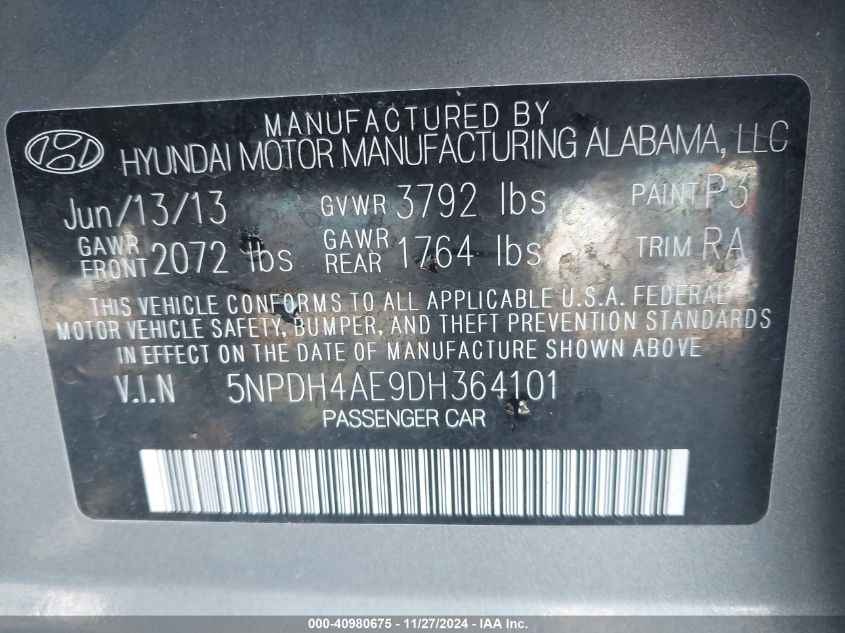 MANUFACTURED BY
HYUNDAI MOTOR MANUFACTURING ALABAMA, LLC
Jun/13/13 GVWR 3792 lbs PAINT P3
GAWR FRONT 2072 lbs GAWR REAR 1764 lbs TRIM RA
THIS VEHICLE CONFORMS TO ALL APPLICABLE U.S.A. FEDERAL
MOTOR VEHICLE SAFETY, BUMPER, AND THEFT PREVENTION STANDARDS
IN EFFECT ON THE DATE OF MANUFACTURE SHOWN ABOVE
V.I.N 5NPDH4AE9DH364101
PASSENGER CAR
000-40980675 - 11/27/2024 - IAA Inc.